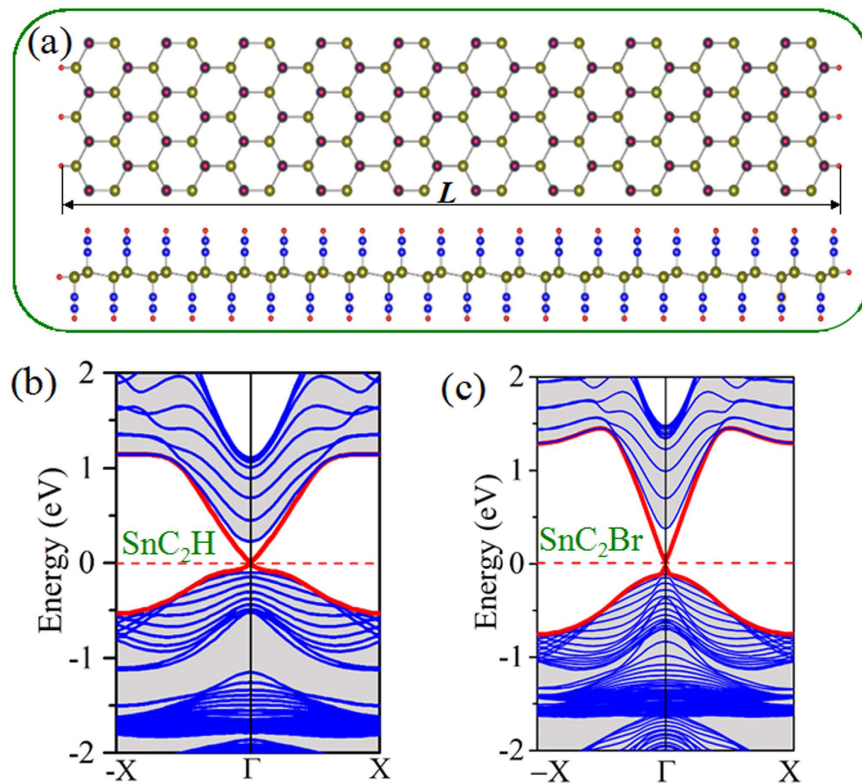 (a)
L
(b)
2
1
0
-1
-2
Energy (eV)
SnC₂H
-X
Γ
X
(c)
2
1
0
-1
-2
Energy (eV)
SnC₂Br
−X
Γ
X